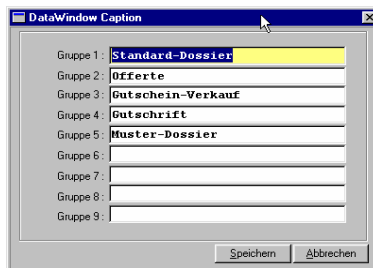 DataWindow Caption
Gruppe 1 : Standard-Dossier
Gruppe 2 : Offerte
Gruppe 3 : Gutschein-Verkauf
Gruppe 4 : Gutschrift
Gruppe 5 : Muster-Dossier
Gruppe 6 :
Gruppe 7 :
Gruppe 8 :
Gruppe 9 :
Speichern Abbrechen